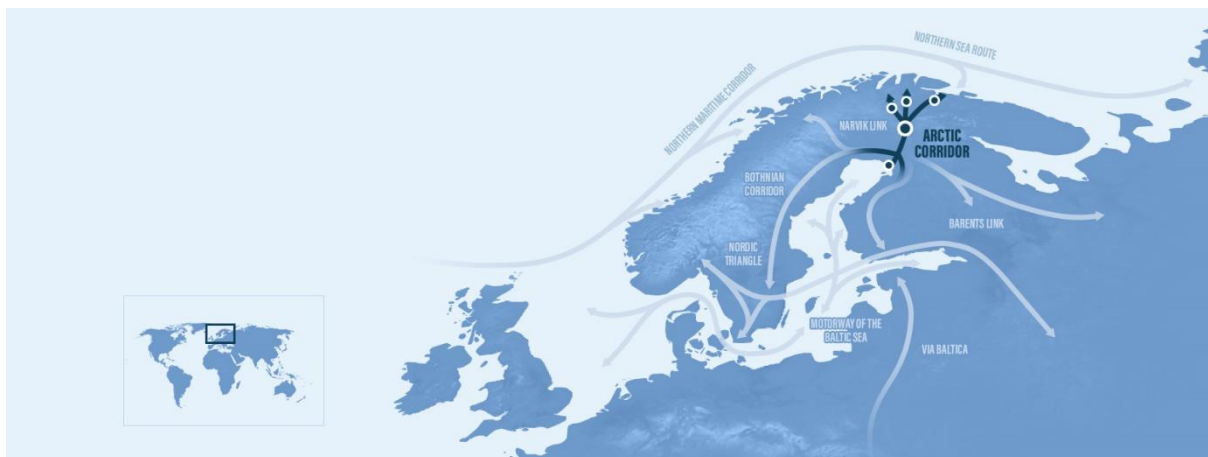 NORTHERN SEA ROUTE
NORTHERN MARITIME CORRIDOR
NARVIK LINK
ARCTIC
CORRIDOR
BOTHNIAN
CORRIDOR
BARENTS LINK
NORDIC
TRIANGLE
MOTORWAY OF THE
BALTIC SEA
VIA BALTICA